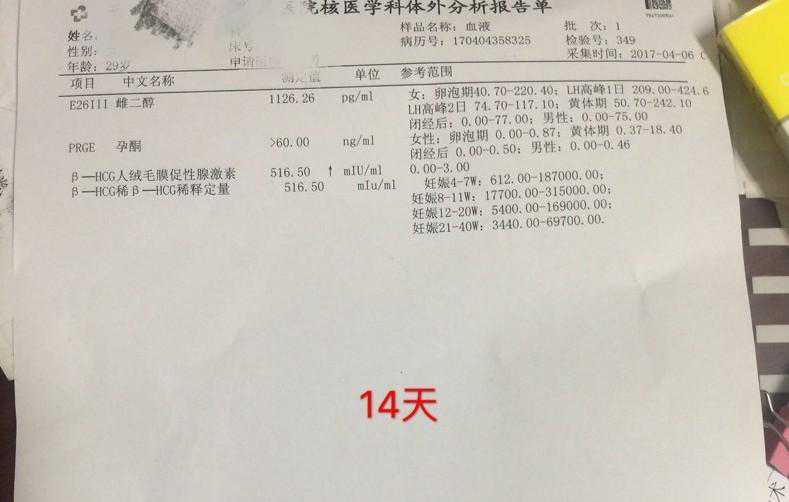 院核医学科体外分析报告单
姓名:
样品名称: 血液
批 次: 1
性别:
病历号: 170404358325
检验号: 349
年龄: 29岁
申请
采集时间: 2017-04-06
项目 中文名称 测定值 单位 参考范围
E26III 雌二醇 1126.26 pg/ml 女: 卵泡期40.70-220.40; LH高峰1日 209.00-424.6
LH高峰2日 74.70-117.10; 黄体期 50.70-242.10
闭经后: 0.00-77.00; 男性: 0.00-75.00
PRGE 孕酮 >60.00 ng/ml 女性: 卵泡期 0.00-0.87; 黄体期 0.37-18.40
闭经后 0.00-0.50; 男性: 0.00-0.46
β—HCG人绒毛膜促性腺激素 516.50 ↑ mIU/ml 0.00-3.00
β—HCG稀β—HCG稀释定量 516.50 mIu/ml 妊娠4-7W: 612.00-187000.00;
妊娠8-11W: 17700.00-315000.00;
妊娠12-20W: 5400.00-169000.00;
妊娠21-40W: 3440.00-69700.00.
14天